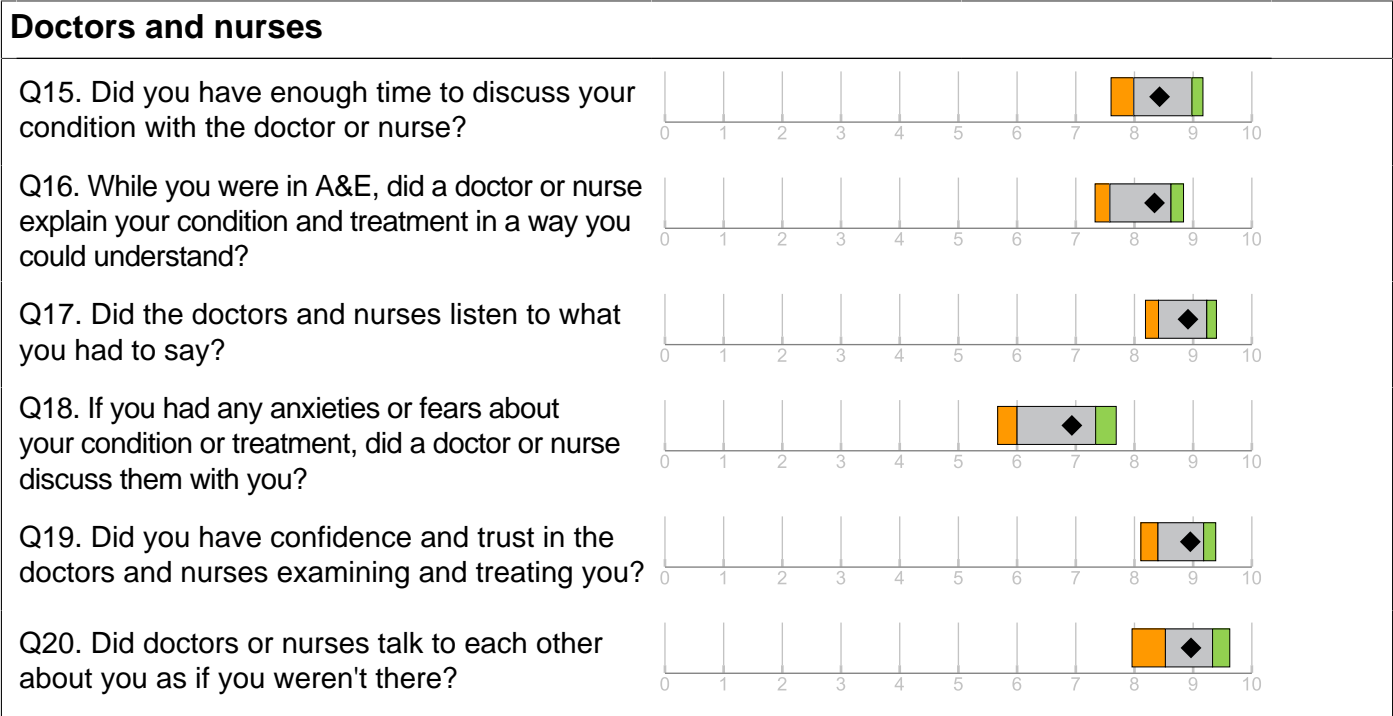 Doctors and nurses
Q15. Did you have enough time to discuss your
condition with the doctor or nurse?
0 1 2 3 4 5 6 7 8 9 10
Q16. While you were in A&E, did a doctor or nurse
explain your condition and treatment in a way you
could understand?
0 1 2 3 4 5 6 7 8 9 10
Q17. Did the doctors and nurses listen to what
you had to say?
0 1 2 3 4 5 6 7 8 9 10
Q18. If you had any anxieties or fears about
your condition or treatment, did a doctor or nurse
discuss them with you?
0 1 2 3 4 5 6 7 8 9 10
Q19. Did you have confidence and trust in the
doctors and nurses examining and treating you?
0 1 2 3 4 5 6 7 8 9 10
Q20. Did doctors or nurses talk to each other
about you as if you weren't there?
0 1 2 3 4 5 6 7 8 9 10